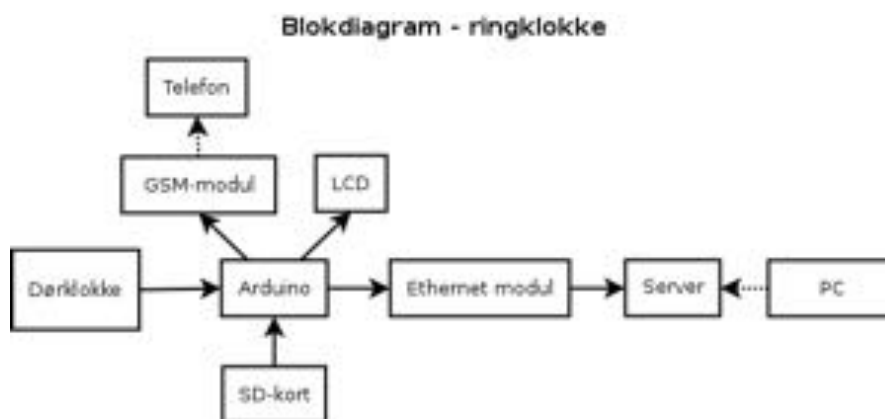 Blokdiagram - ringklokke
Telefon
GSM-modul
LCD
Dørklokke
Arduino
Ethernet modul
Server
PC
SD-kort